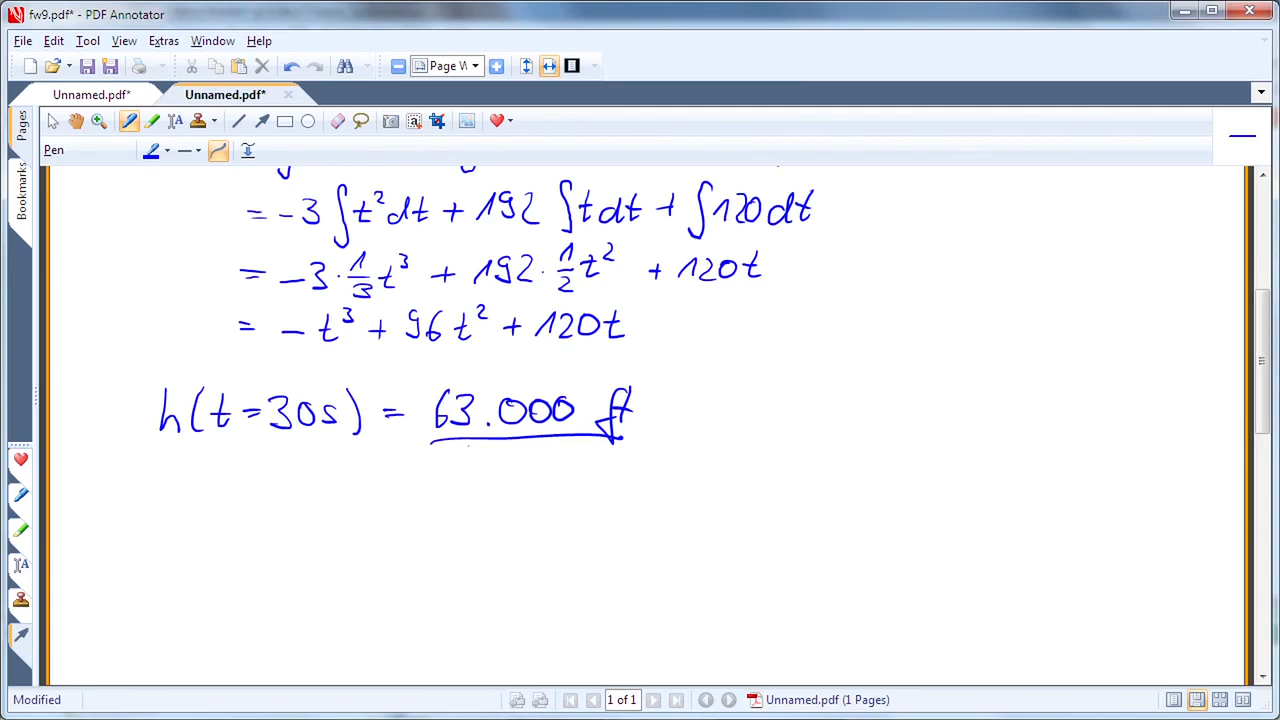 fw9.pdf* - PDF Annotator
File Edit Tool View Extras Window Help
Page W
Unnamed.pdf* Unnamed.pdf*
Pen
Pages
Bookmarks
= -3 ∫t²dt + 192 ∫tdt + ∫120dt
= -3 · 1/3 t³ + 192 · 1/2 t² + 120t
= - t³ + 96t² + 120t
h(t=30s) = 63.000 ft
Modified 1 of 1 Unnamed.pdf (1 Pages)